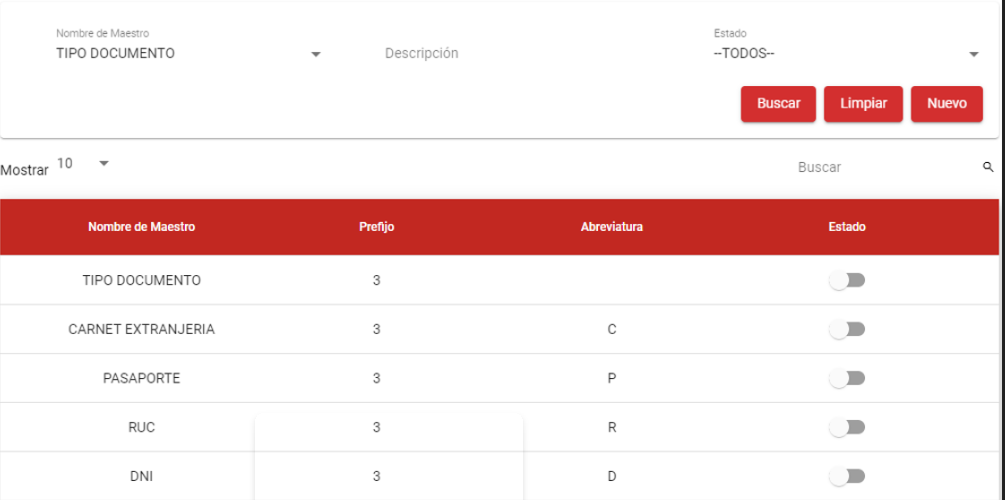 Nombre de Maestro
Estado
TIPO DOCUMENTO
Descripción
--TODOS--
Buscar Limpiar Nuevo
Mostrar 10
Buscar
Nombre de Maestro Prefijo Abreviatura Estado
TIPO DOCUMENTO 3
CARNET EXTRANJERIA 3 C
PASAPORTE 3 P
RUC 3 R
DNI 3 D